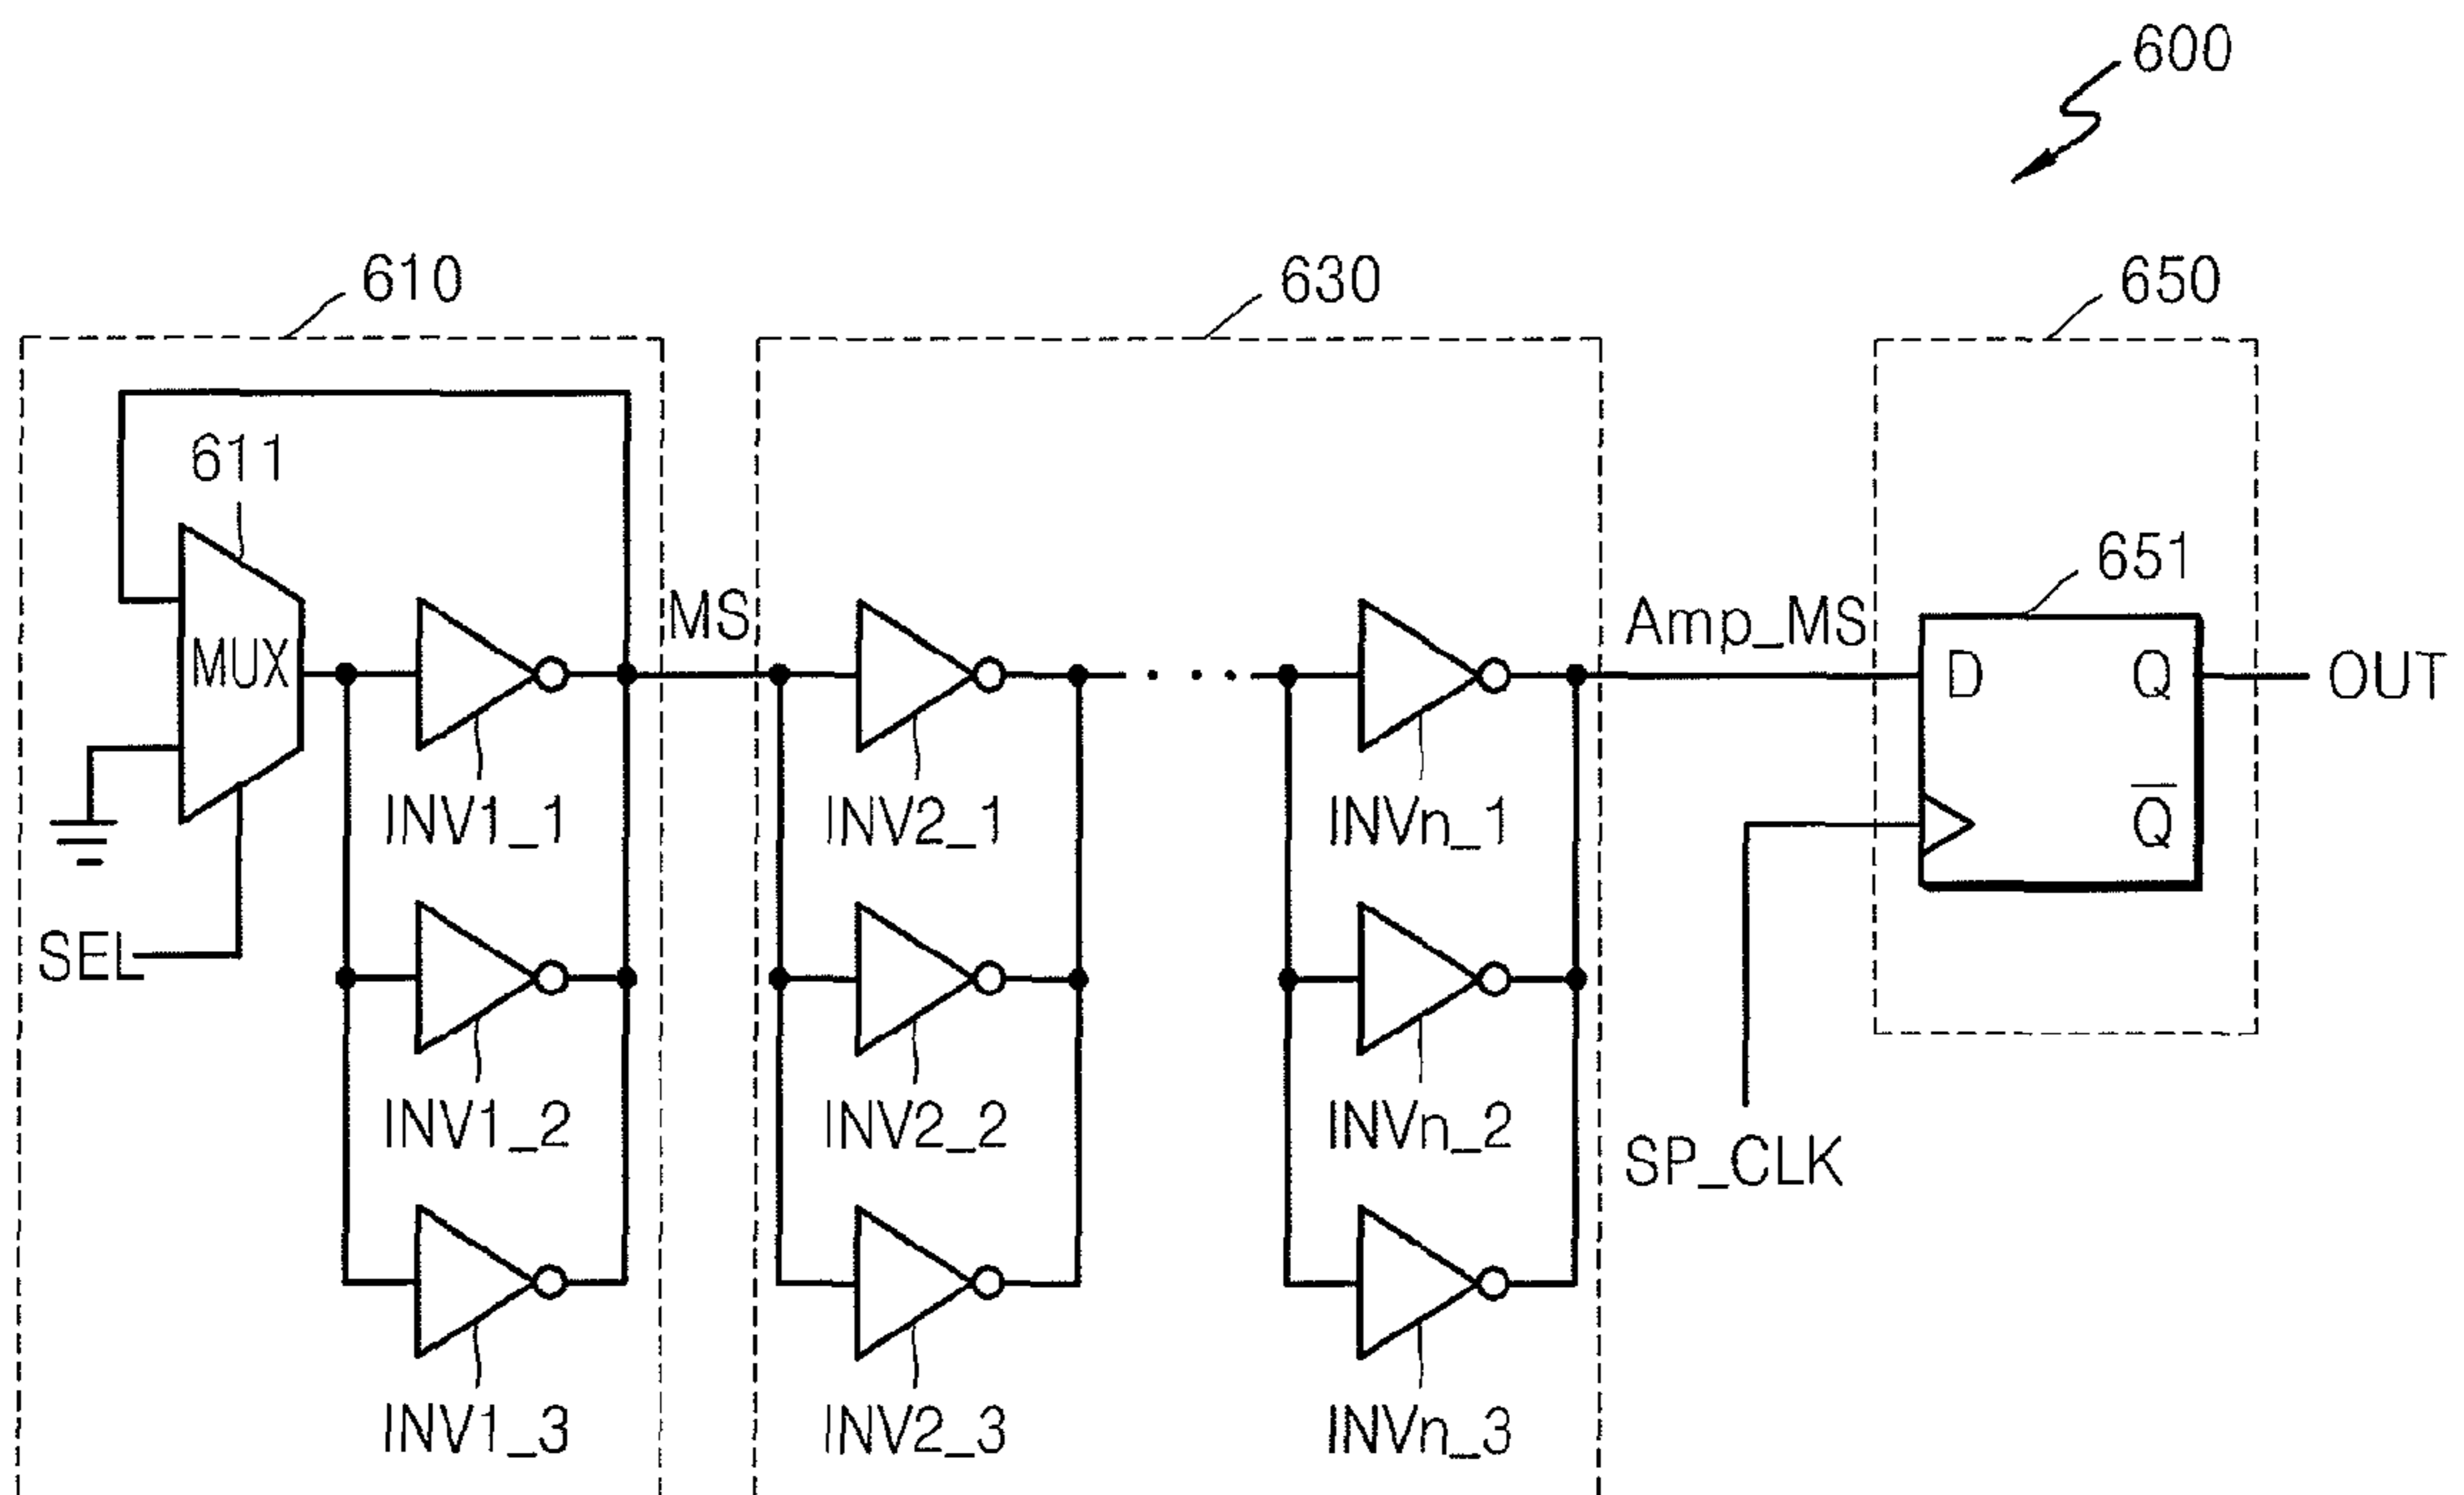 600
610
630
650
611
651
MS
Amp_MS
MUX
D
Q
OUT
INV1_1
INV2_1
INVn_1
Q̅
SEL
INV1_2
INV2_2
INVn_2
SP_CLK
INV1_3
INV2_3
INVn_3